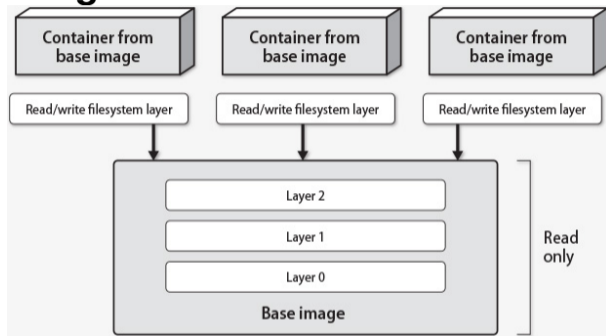 Container from
base image
Container from
base image
Container from
base image
Read/write filesystem layer
Read/write filesystem layer
Read/write filesystem layer
Layer 2
Layer 1
Layer 0
Base image
Read
only